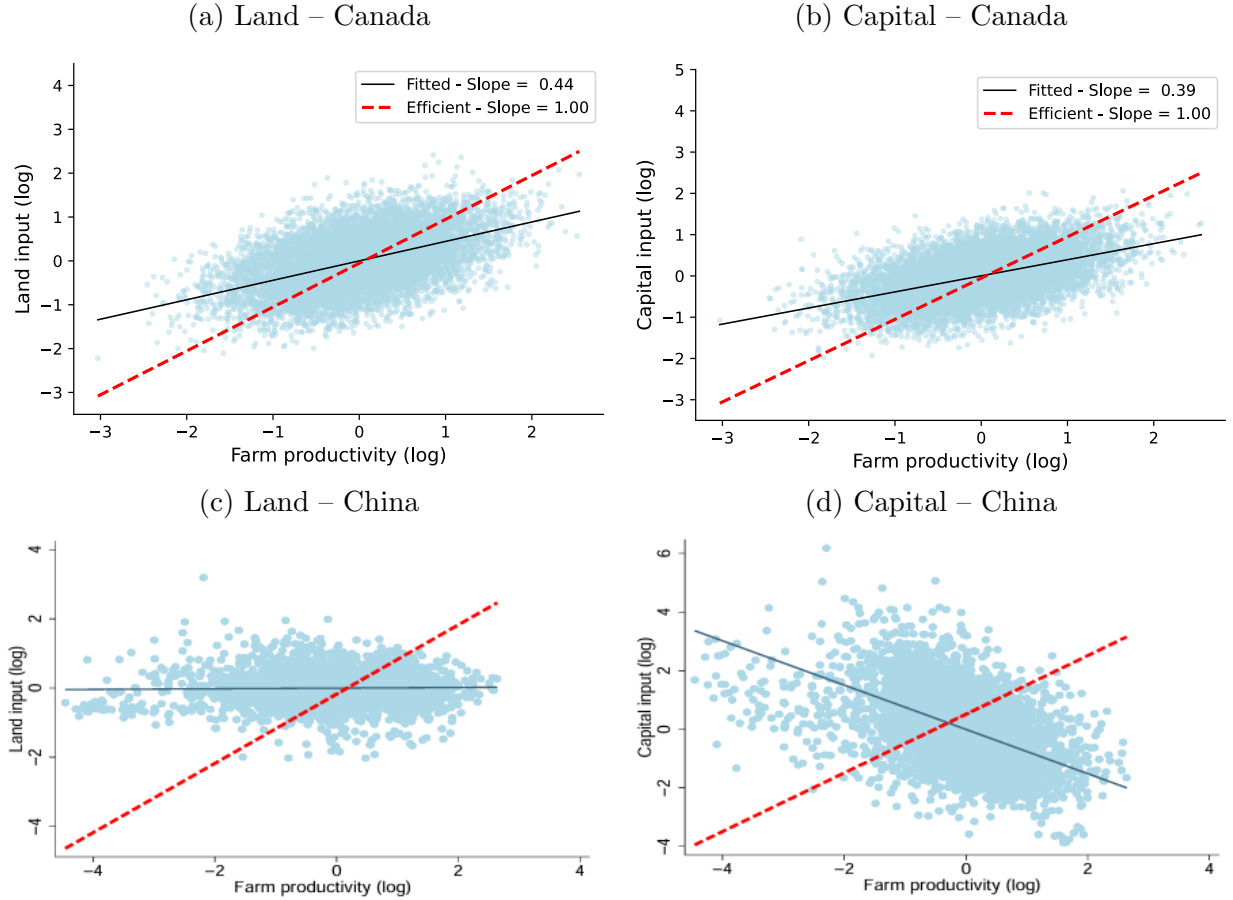 (a) Land – Canada
Fitted - Slope = 0.44
Efficient - Slope = 1.00
4
3
2
1
0
−1
−2
−3
Land input (log)
−3 −2 −1 0 1 2
Farm productivity (log)
(b) Capital – Canada
Fitted - Slope = 0.39
Efficient - Slope = 1.00
5
4
3
2
1
0
−1
−2
−3
Capital input (log)
−3 −2 −1 0 1 2
Farm productivity (log)
(c) Land – China
4
2
0
−2
−4
Land input (log)
−4 −2 0 2 4
Farm productivity (log)
(d) Capital – China
6
4
2
0
−2
−4
Capital input (log)
−4 −2 0 2 4
Farm productivity (log)